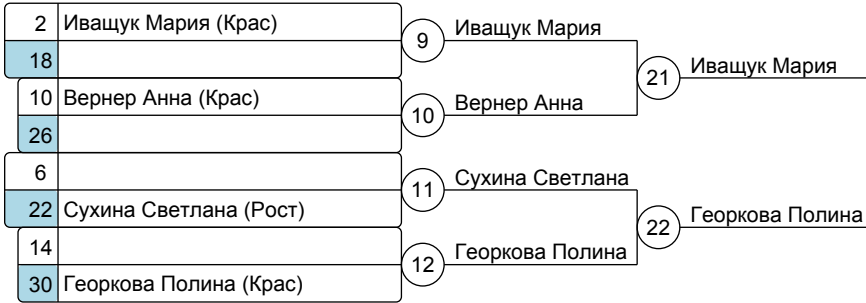 2 Иващук Мария (Крас)
18
9 Иващук Мария
10 Вернер Анна (Крас)
26
10 Вернер Анна
21 Иващук Мария
6
22 Сухина Светлана (Рост)
11 Сухина Светлана
14
30 Георкова Полина (Крас)
12 Георкова Полина
22 Георкова Полина